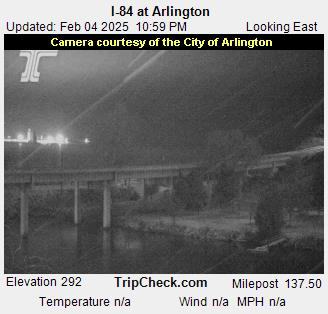 I-84 at Arlington
Updated: Feb 04 2025 10:59 PM Looking East
Camera courtesy of the City of Arlington
Elevation 292 TripCheck.com Milepost 137.50
Temperature n/a Wind n/a MPH n/a